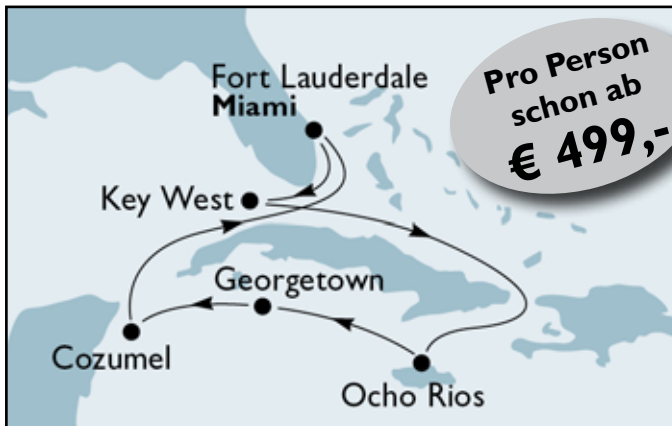 Pro Person
schon ab
€ 499,-
Fort Lauderdale
Miami
Key West
Georgetown
Cozumel
Ocho Rios